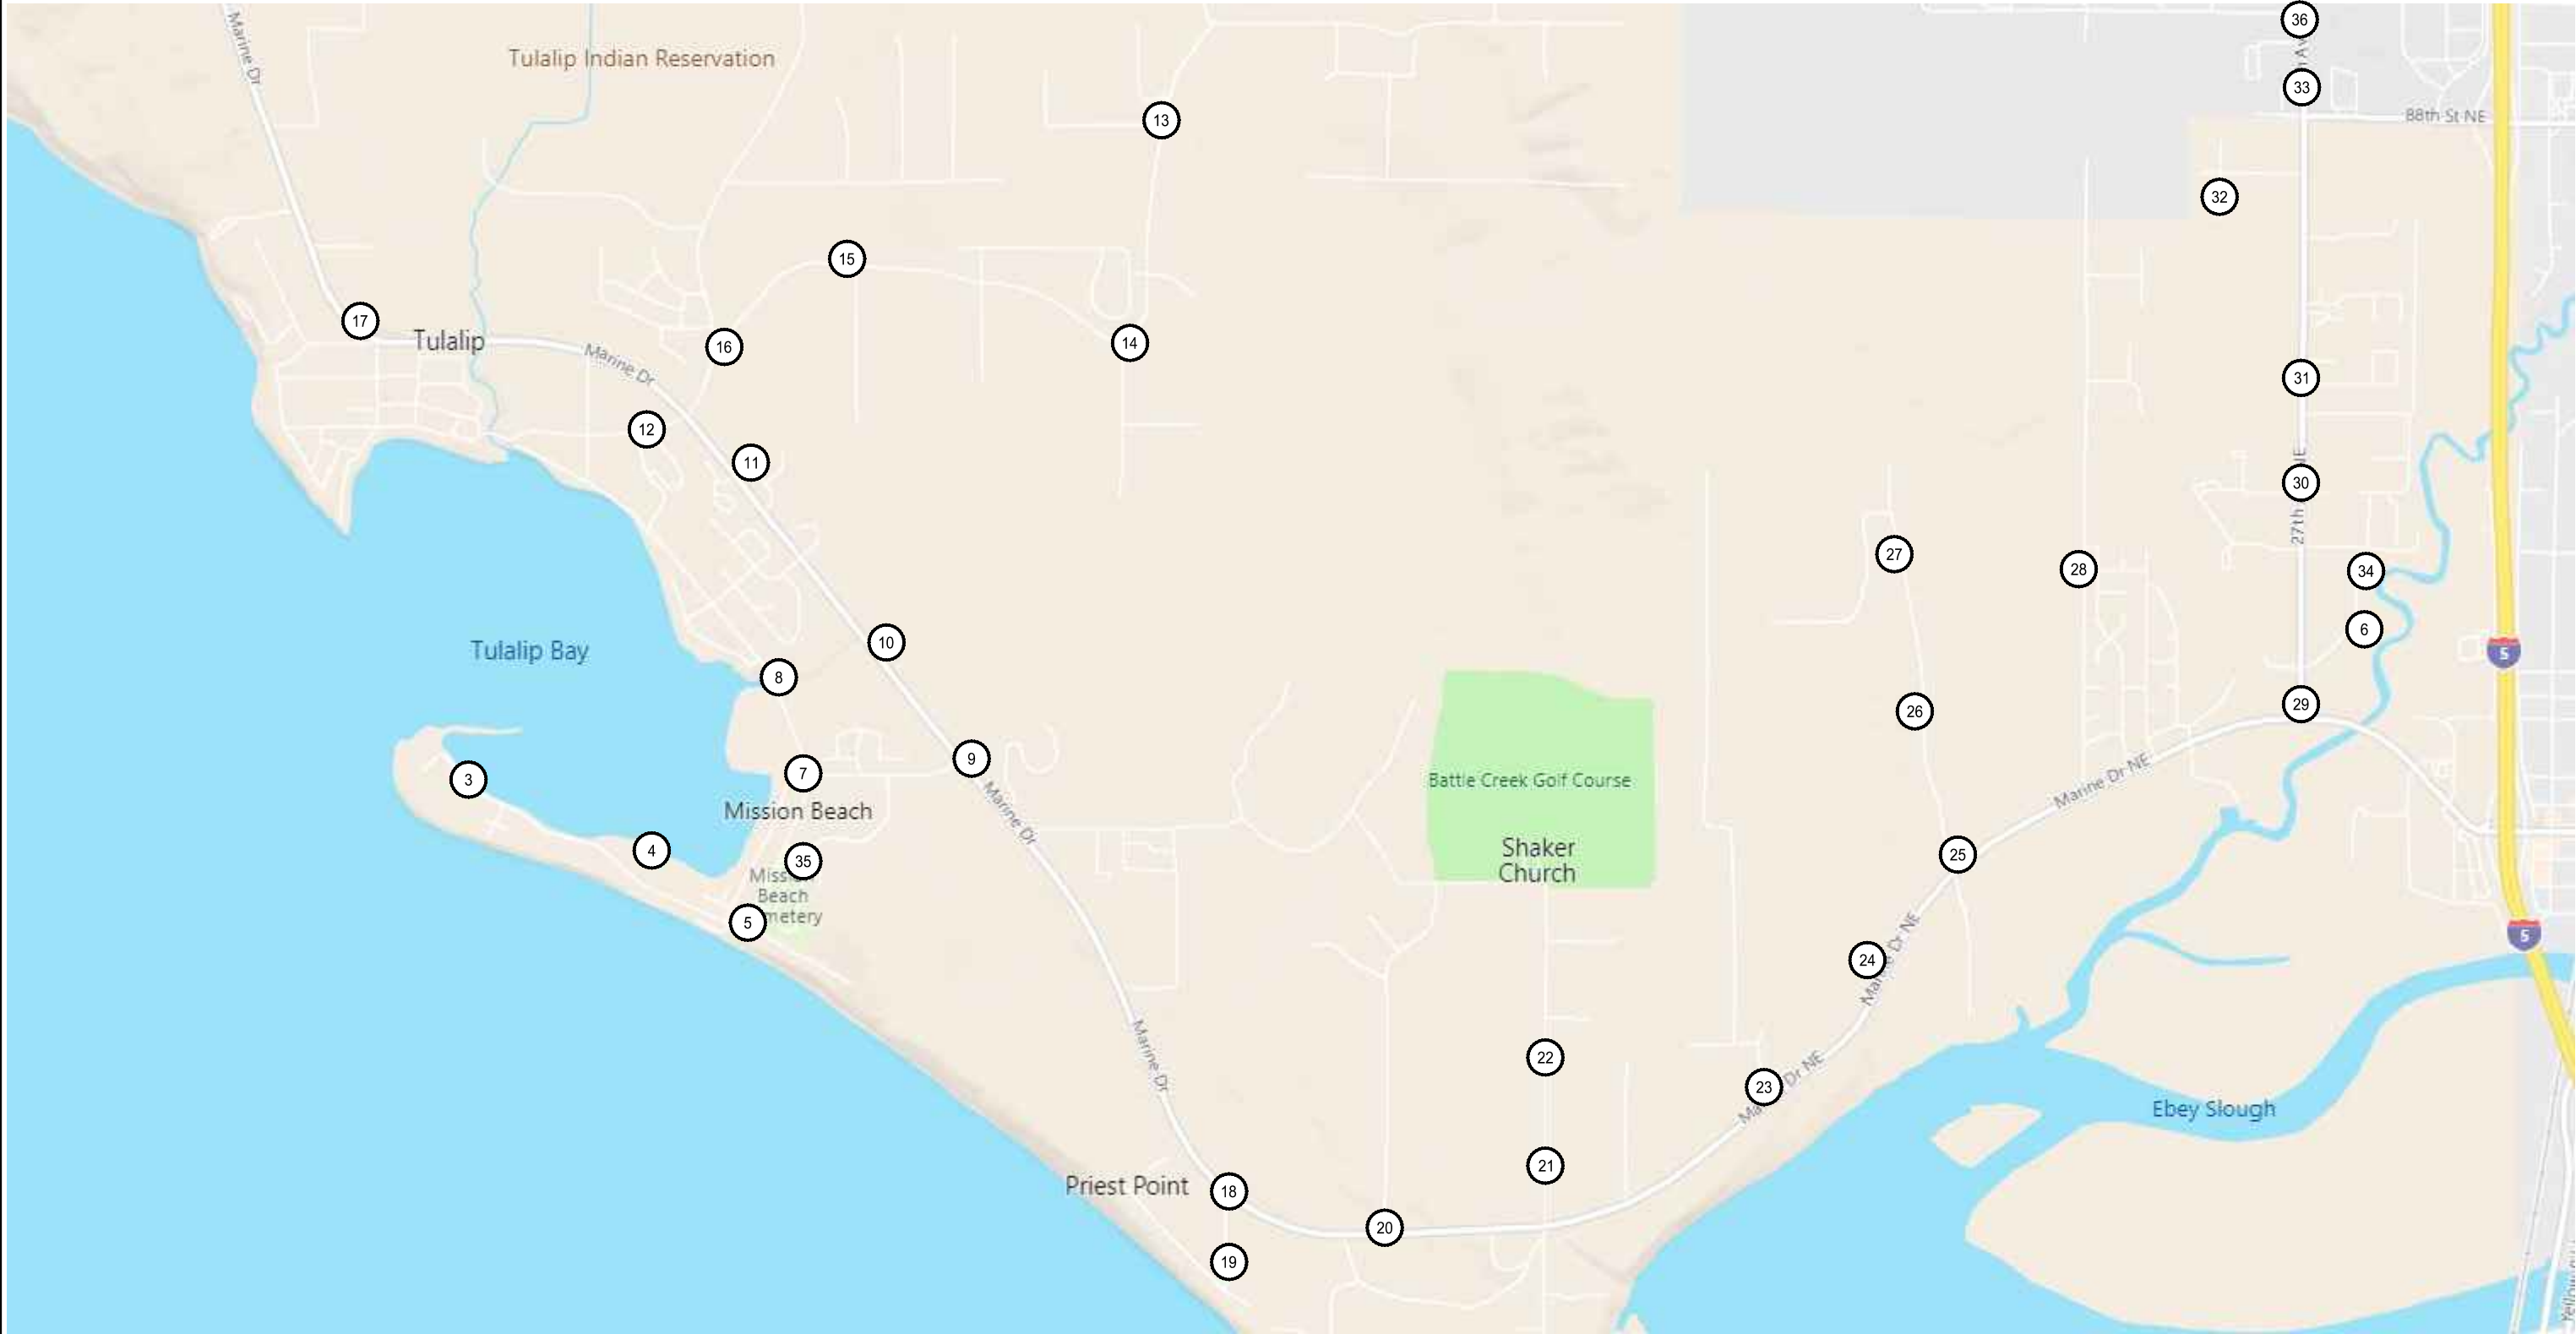 36
Marine Dr
Tulalip Indian Reservation
33
88th St NE
13
32
15
17
Tulalip
Marine Dr
16
14
31
12
11
30
27th
NE
27
28
34
10
6
Tulalip Bay
5
8
29
26
9
3
7
Battle Creek Golf Course
Marine Dr NE
Marine Dr
Mission Beach
4
35
Shaker
Church
25
Beach
5
5
24
22
Marine Dr
23
Dr NE
Ebey Slough
21
Priest Point
18
20
19